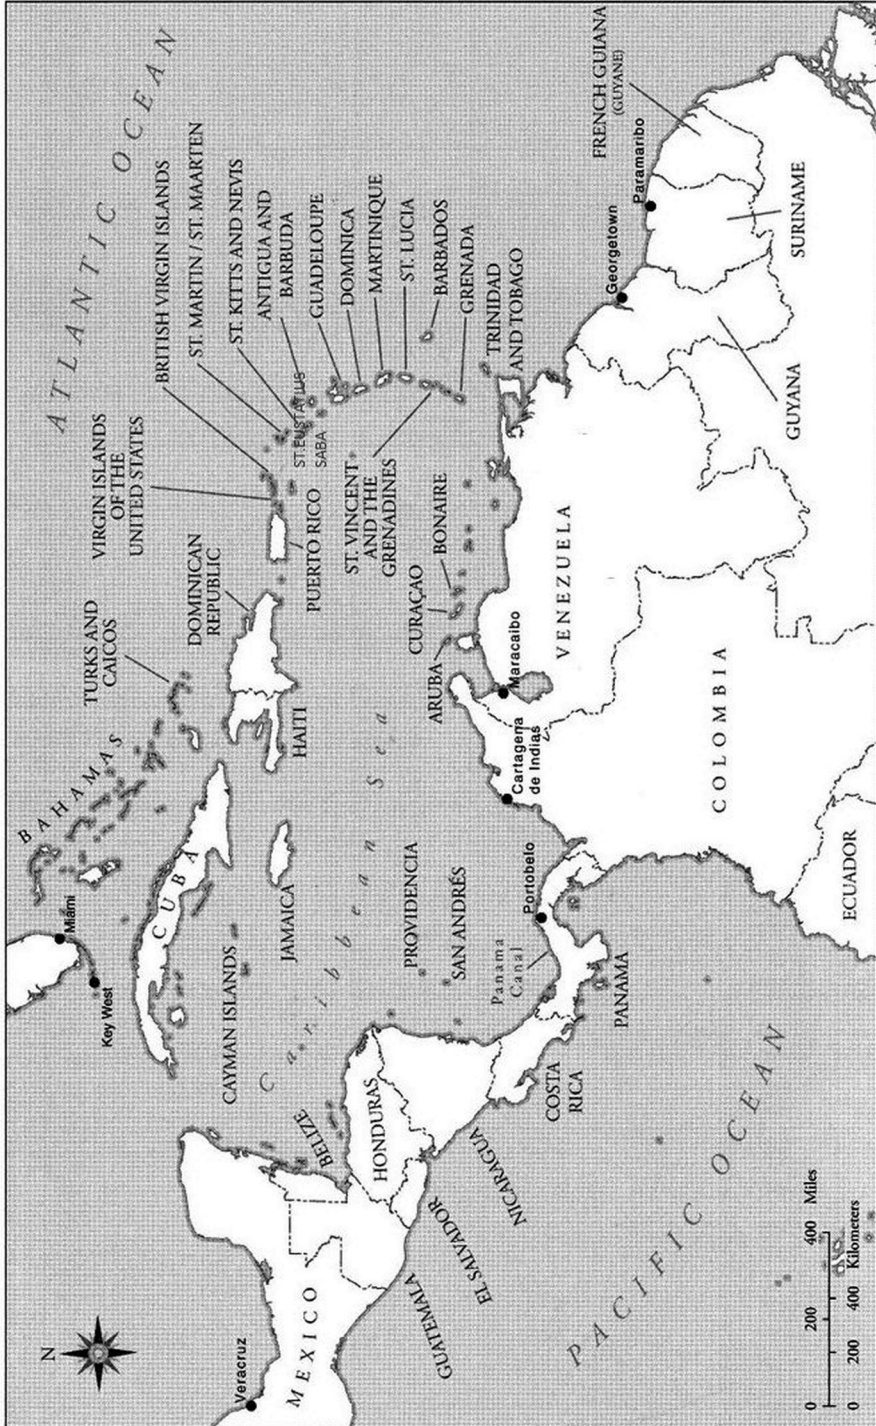 N
ATLANTIC OCEAN
Miami
Key West
BAHAMAS
TURKS AND
CAICOS
VIRGIN ISLANDS
OF THE
UNITED STATES
BRITISH VIRGIN ISLANDS
ST. MARTIN / ST. MAARTEN
ST. KITTS AND NEVIS
ANTIGUA AND
BARBUDA
GUADELOUPE
DOMINICA
MARTINIQUE
ST. LUCIA
BARBADOS
GRENADA
TRINIDAD
AND TOBAGO
ST.EUSTATIUS
SABA
CUBA
DOMINICAN
REPUBLIC
HAITI
PUERTO RICO
ST. VINCENT
AND THE
GRENADINES
CAYMAN ISLANDS
JAMAICA
Caribbean Sea
Veracruz
MEXICO
BELIZE
HONDURAS
GUATEMALA
EL SALVADOR
NICARAGUA
COSTA
RICA
PANAMA
Panama
Canal
Portobelo
PROVIDENCIA
SAN ANDRÉS
ARUBA
CURAÇAO
BONAIRE
Cartagena
de Indias
Maracaibo
VENEZUELA
COLOMBIA
ECUADOR
Georgetown
Paramaribo
FRENCH GUIANA
(GUYANE)
SURINAME
GUYANA
PACIFIC OCEAN
0 200 400 Miles
0 200 400 Kilometers